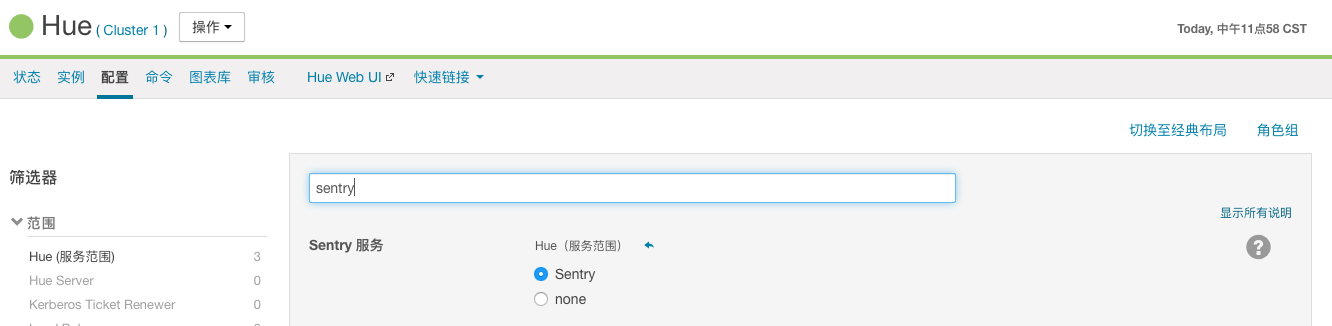 Hue ( Cluster 1 ) 操作
Today, 中午11点58 CST
状态 实例 配置 命令 图表库 审核 Hue Web UI 快速链接
切换至经典布局 角色组
筛选器
sentry
显示所有说明
范围
Sentry 服务 Hue（服务范围） ?
Hue (服务范围) 3
Sentry
Hue Server 0
none
Kerberos Ticket Renewer 0